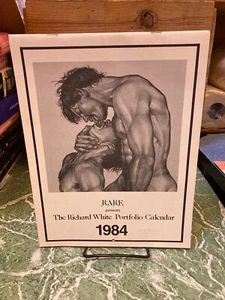 RARE
presents
The Richard White Portfolio Calendar
1984